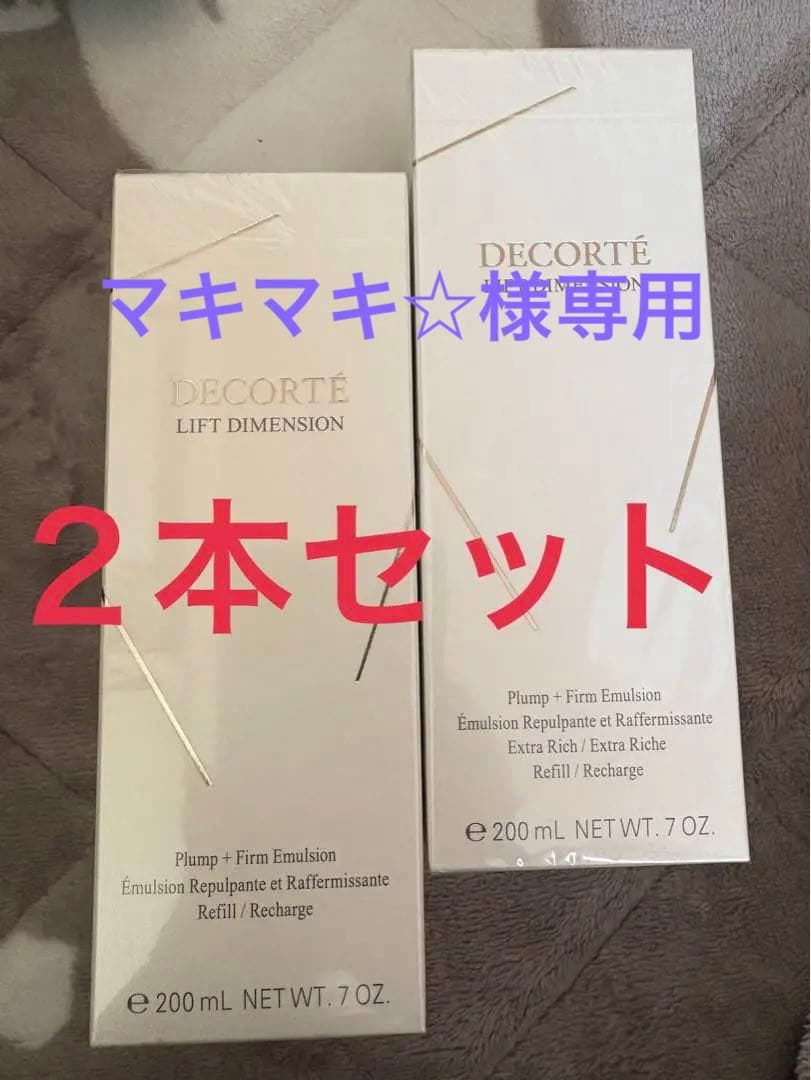 DECORTÉ
LIFT DIMENSION
マキマキ☆様専用
DECORTÉ
LIFT DIMENSION
2本セット
Plump + Firm Emulsion
Émulsion Repulpante et Raffermissante
Extra Rich / Extra Riche
Refill / Recharge
℮ 200 mL NET WT. 7 OZ.
Plump + Firm Emulsion
Émulsion Repulpante et Raffermissante
Refill / Recharge
℮ 200 mL NET WT. 7 OZ.